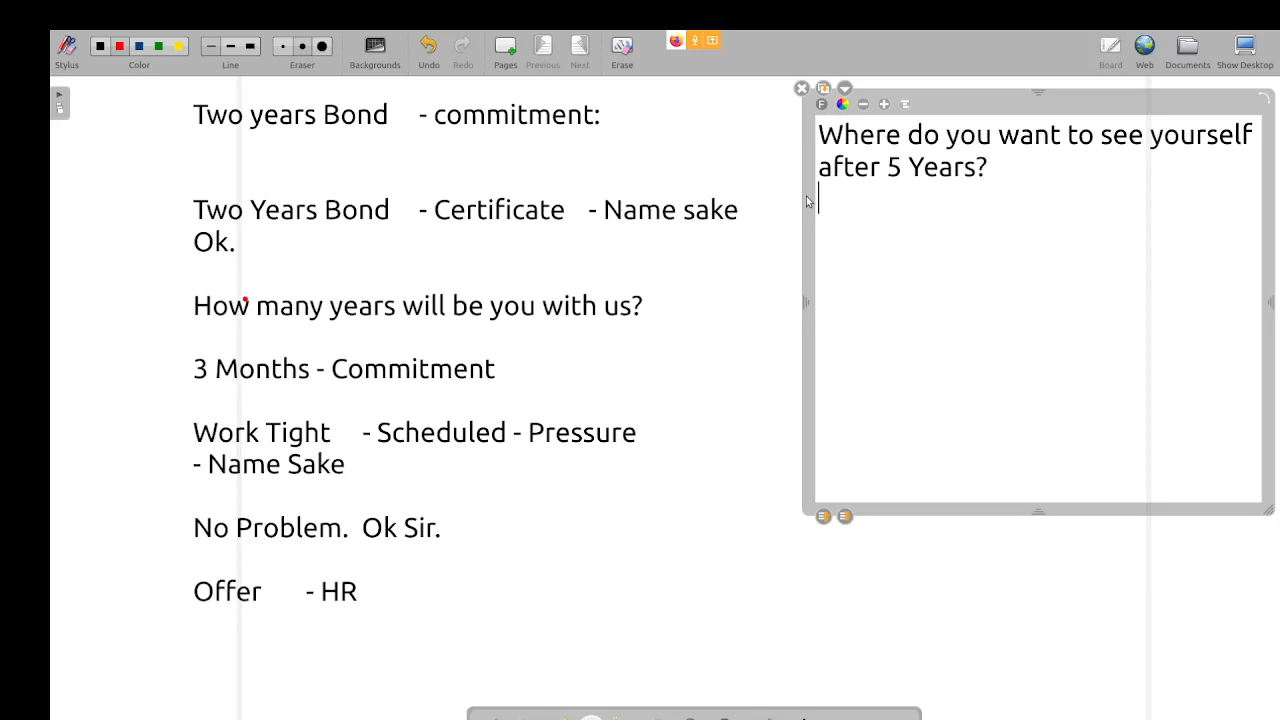 Stylus
Color
Line
Eraser
Backgrounds
Undo
Redo
Pages
Previous
Next
Erase
Board
Web
Documents
Show Desktop
Two years Bond - commitment:
Two Years Bond - Certificate - Name sake
Ok.
How many years will be you with us?
3 Months - Commitment
Work Tight - Scheduled - Pressure
- Name Sake
No Problem. Ok Sir.
Offer - HR
F
Where do you want to see yourself
after 5 Years?